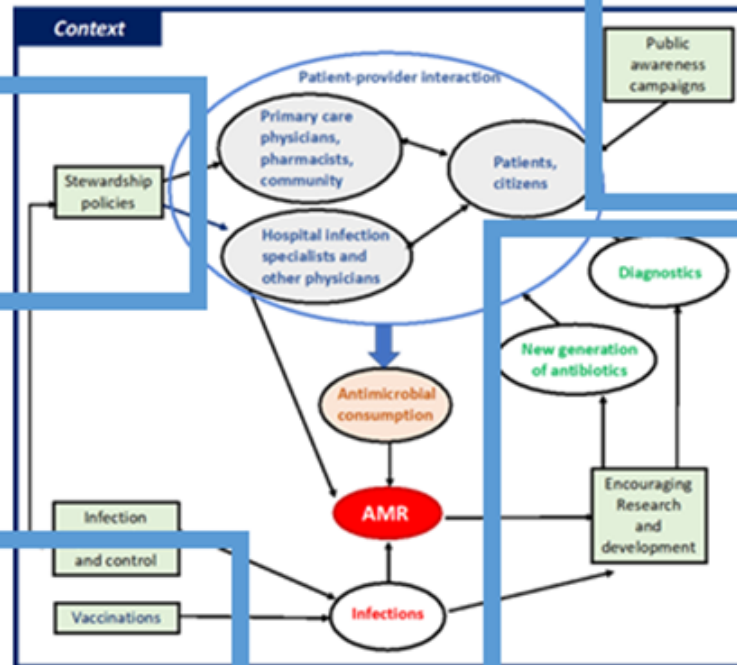 Context
Public
awareness
campaigns
Patient-provider interaction
Primary care
physicians,
pharmacists,
community
Patients,
citizens
Stewardship
policies
Hospital infection
specialists and
other physicians
Diagnostics
New generation
of antibiotics
Antimicrobial
consumption
Encouraging
Research
and
development
AMR
Infection
and control
Vaccinations
Infections